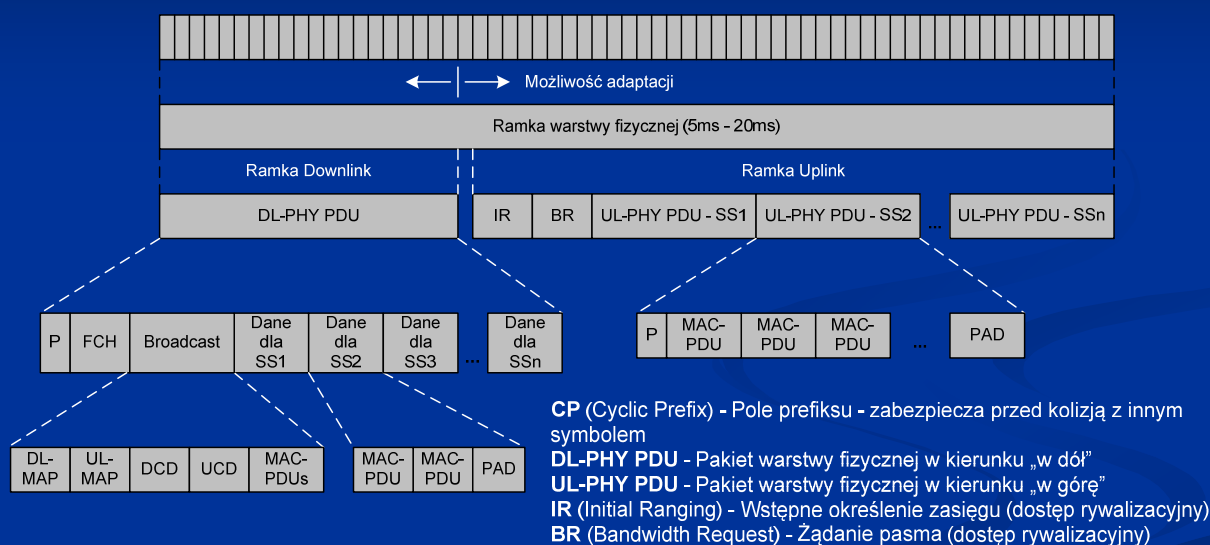 Możliwość adaptacji
Ramka warstwy fizycznej (5ms - 20ms)
Ramka Downlink
Ramka Uplink
DL-PHY PDU
IR
BR
UL-PHY PDU - SS1
UL-PHY PDU - SS2
...
UL-PHY PDU - SSn
P
FCH
Broadcast
Dane
dla
SS1
Dane
dla
SS2
Dane
dla
SS3
...
Dane
dla
SSn
P
MAC-
PDU
MAC-
PDU
MAC-
PDU
...
PAD
DL-
MAP
UL-
MAP
DCD
UCD
MAC-
PDUs
MAC-
PDU
MAC-
PDU
PAD
CP (Cyclic Prefix) - Pole prefiksu - zabezpiecza przed kolizją z innym
symbolem
DL-PHY PDU - Pakiet warstwy fizycznej w kierunku „w dół”
UL-PHY PDU - Pakiet warstwy fizycznej w kierunku „w górę”
IR (Initial Ranging) - Wstępne określenie zasięgu (dostęp rywalizacyjny)
BR (Bandwidth Request) - Żądanie pasma (dostęp rywalizacyjny)